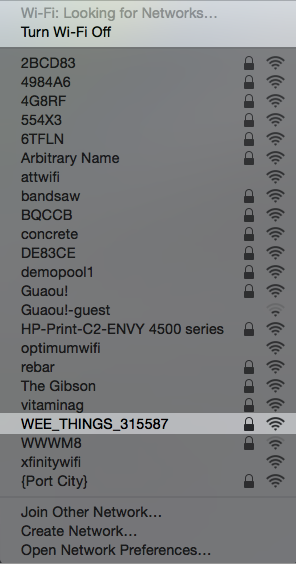 Wi-Fi: Looking for Networks…
Turn Wi-Fi Off
2BCD83
4984A6
4G8RF
554X3
6TFLN
Arbitrary Name
attwifi
bandsaw
BQCCB
concrete
DE83CE
demopool1
Guaou!
Guaou!-guest
HP-Print-C2-ENVY 4500 series
optimumwifi
rebar
The Gibson
vitaminag
WEE_THINGS_315587
WWWM8
xfinitywifi
{Port City}
Join Other Network…
Create Network…
Open Network Preferences…